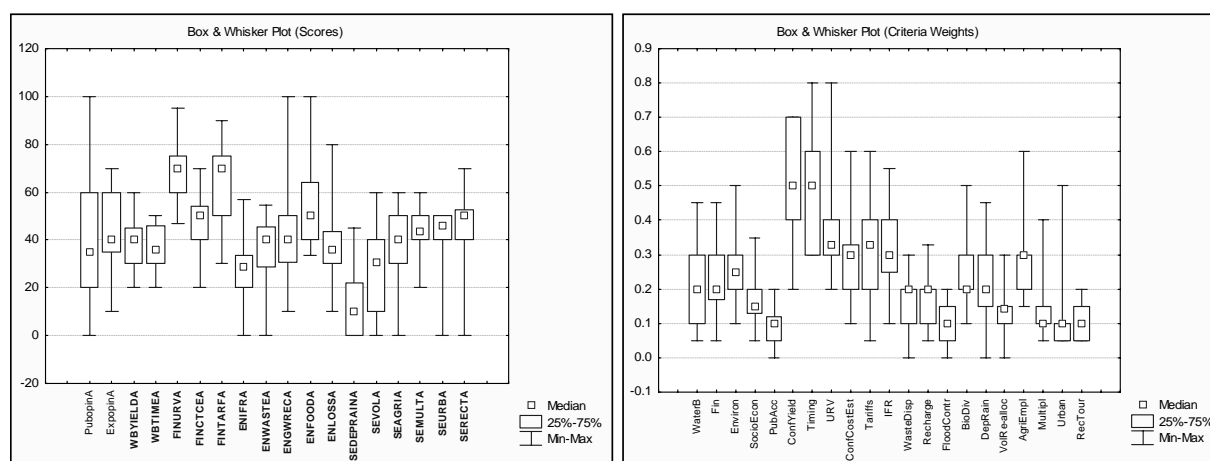 Box & Whisker Plot (Scores)
120
100
80
60
40
20
0
-20
PubopinA
ExpopinA
WBYIELDA
WBTIMEA
FINURVA
FINCTCEA
FINTARFA
ENIFRA
ENWASTEA
ENGWRECA
ENFOODA
ENLOSSA
SEDEPRAINA
SEVOLA
SEAGRIA
SEMULTA
SEURBA
SERECTA
Median
25%-75%
Min-Max
Box & Whisker Plot (Criteria Weights)
0.9
0.8
0.7
0.6
0.5
0.4
0.3
0.2
0.1
0.0
-0.1
WaterB
Fin
Environ
SocioEcon
PubAcc
ConfYield
Timing
URV
ConfCostEst
Tariffs
IFR
WasteDisp
Recharge
FloodContr
BioDiv
DepRain
VolRe-alloc
AgriEmpl
Multipl
Urban
RecTour
Median
25%-75%
Min-Max